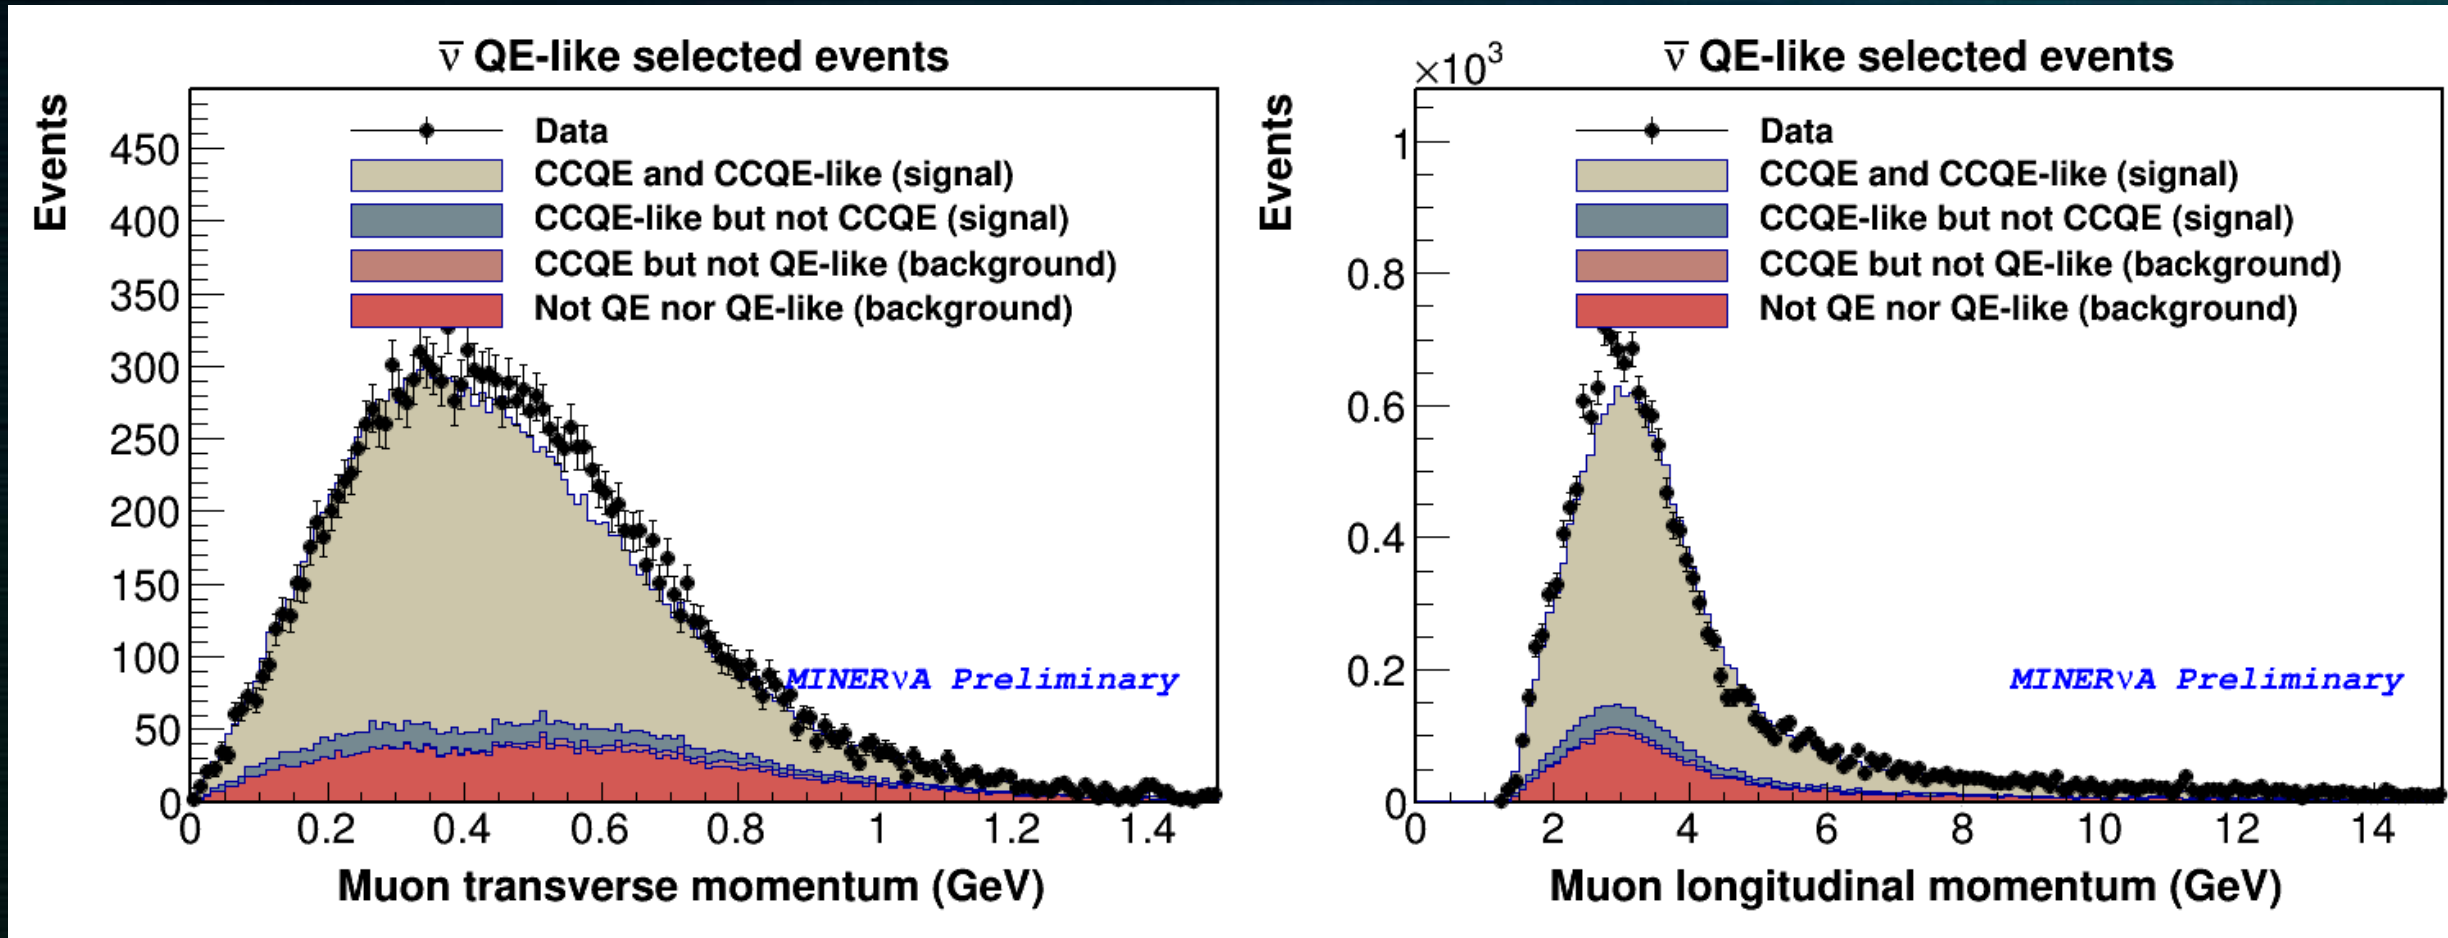 ν̄ QE-like selected events
Events
Data
CCQE and CCQE-like (signal)
CCQE-like but not CCQE (signal)
CCQE but not QE-like (background)
Not QE nor QE-like (background)
450
400
350
300
250
200
150
100
50
0
MINERνA Preliminary
0 0.2 0.4 0.6 0.8 1 1.2 1.4
Muon transverse momentum (GeV)
ν̄ QE-like selected events
×10³
Events
Data
CCQE and CCQE-like (signal)
CCQE-like but not CCQE (signal)
CCQE but not QE-like (background)
Not QE nor QE-like (background)
1
0.8
0.6
0.4
0.2
0
MINERνA Preliminary
0 2 4 6 8 10 12 14
Muon longitudinal momentum (GeV)